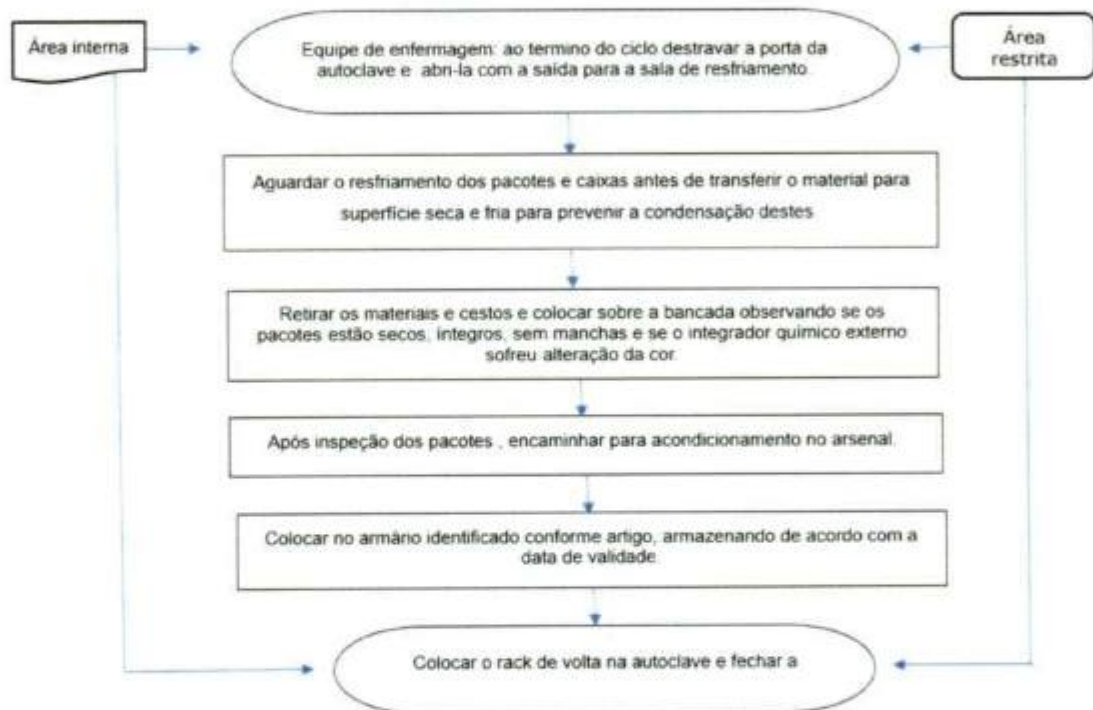 Área interna
Equipe de enfermagem: ao termino do ciclo destravar a porta da
autoclave e abri-la com a saída para a sala de resfriamento
Área
restrita
Aguardar o resfriamento dos pacotes e caixas antes de transferir o material para
superfície seca e fria para prevenir a condensação destes
Retirar os materiais e cestos e colocar sobre a bancada observando se os
pacotes estão secos, íntegros, sem manchas e se o integrador químico externo
sofreu alteração da cor.
Após inspeção dos pacotes , encaminhar para acondicionamento no arsenal.
Colocar no armário identificado conforme artigo, armazenando de acordo com a
data de validade.
Colocar o rack de volta na autoclave e fechar a